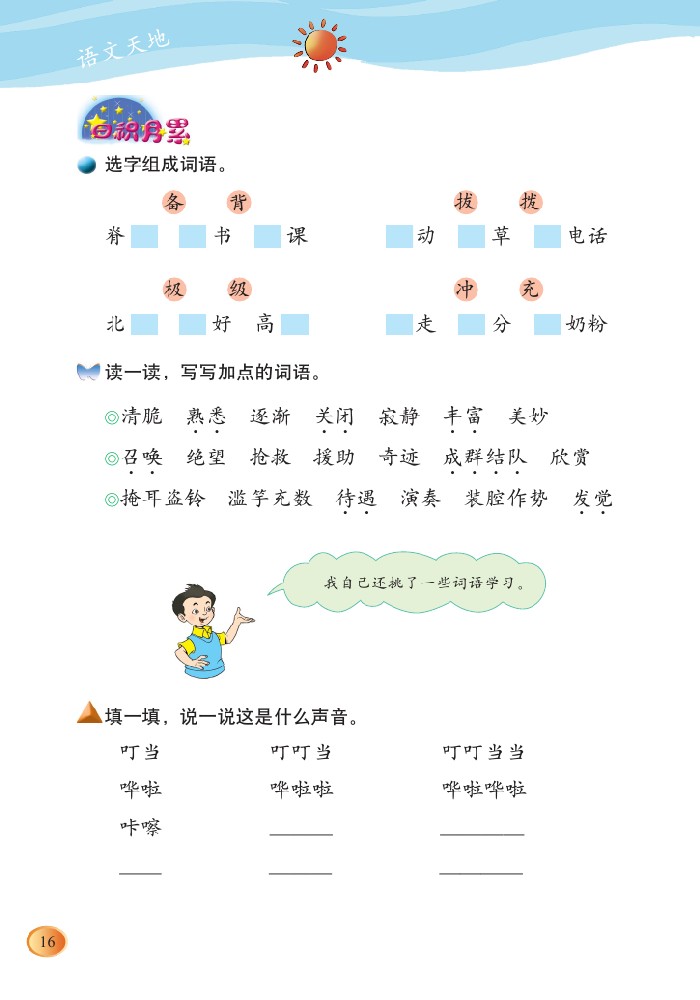 语文天地
日积月累
选字组成词语。
备 背 拔 拨
脊 书 课 动 草 电话
极 级 冲 充
北 好 高 走 分 奶粉
读一读，写写加点的词语。
◎清脆 熟悉 逐渐 关闭 寂静 丰富 美妙
◎召唤 绝望 抢救 援助 奇迹 成群结队 欣赏
◎掩耳盗铃 滥竽充数 待遇 演奏 装腔作势 发觉
我自己还挑了一些词语学习。
填一填，说一说这是什么声音。
叮当 叮叮当 叮叮当当
哗啦 哗啦啦 哗啦哗啦
咔嚓 ______ ________
____ ______ ________
16